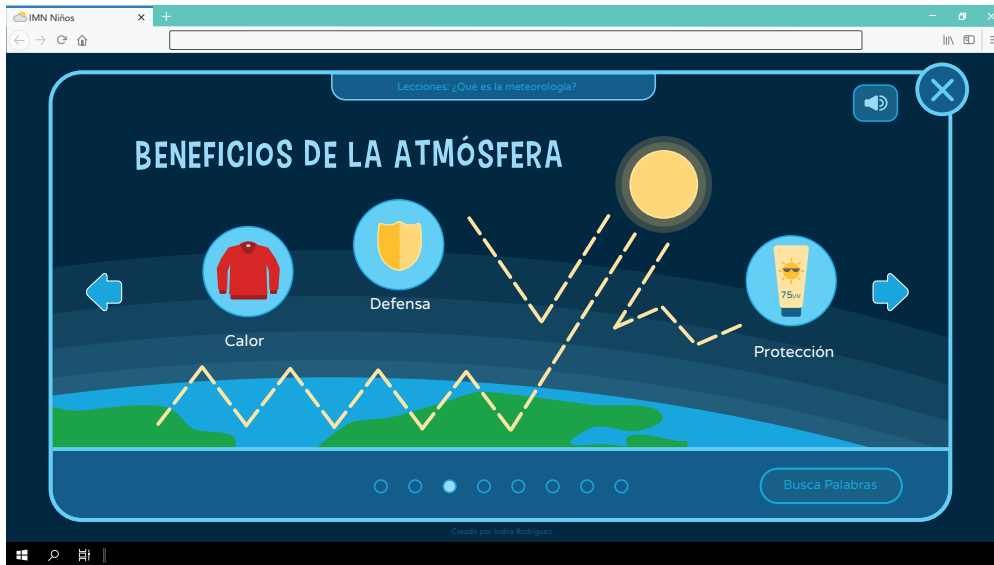 IMN Niños
Lecciones: ¿Qué es la meteorología?
BENEFICIOS DE LA ATMÓSFERA
Defensa
Calor
75uv
Protección
Busca Palabras
Creado por Indira Rodriguez